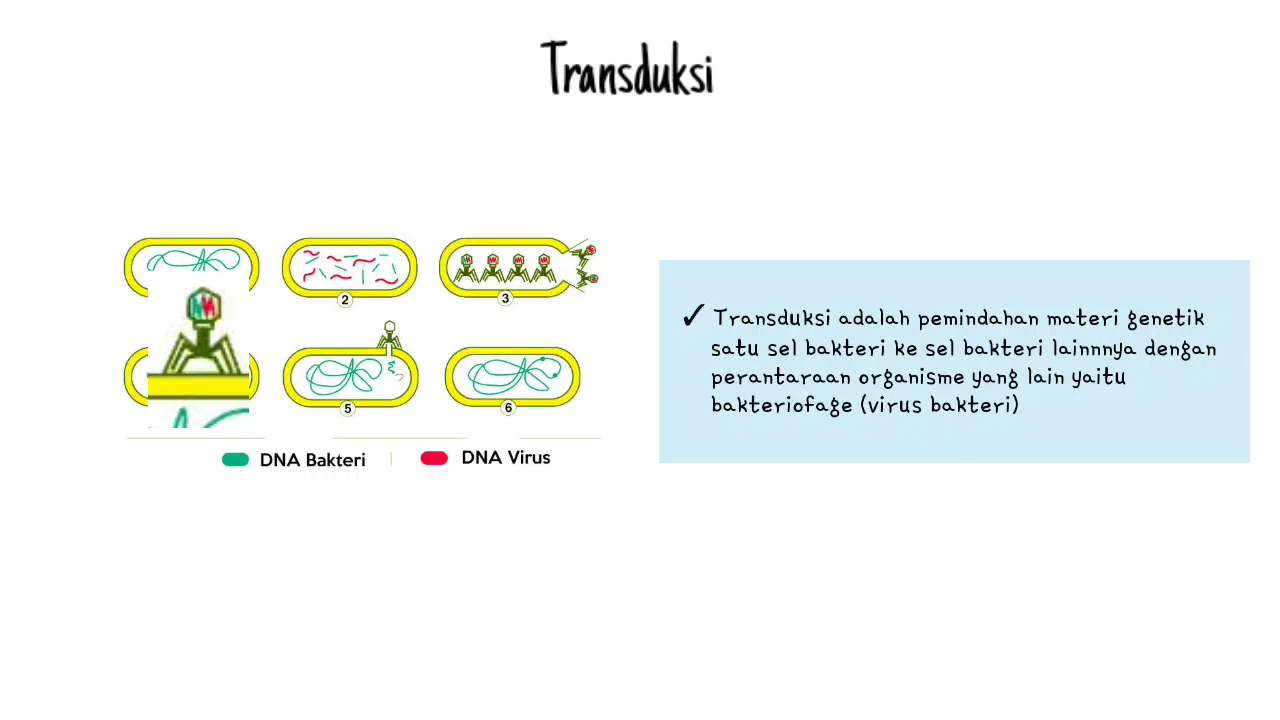 Transduksi
2
3
5
6
DNA Bakteri
DNA Virus
✓ Transduksi adalah pemindahan materi genetik
satu sel bakteri ke sel bakteri lainnnya dengan
perantaraan organisme yang lain yaitu
bakteriofage (virus bakteri)